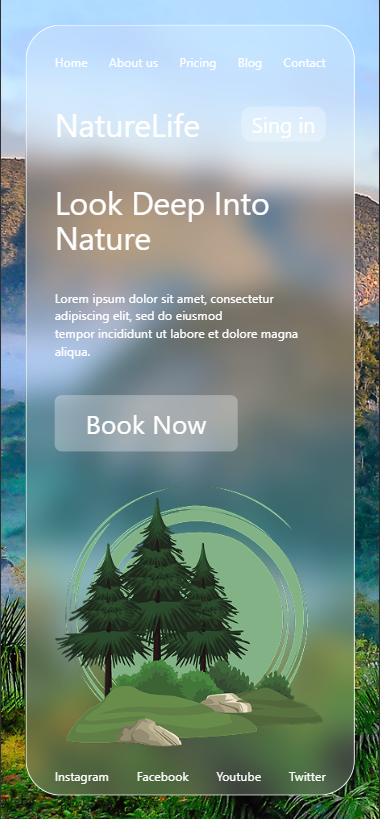 Home About us Pricing Blog Contact
NatureLife Sing in
Look Deep Into
Nature
Lorem ipsum dolor sit amet, consectetur
adipiscing elit, sed do eiusmod
tempor incididunt ut labore et dolore magna
aliqua.
Book Now
Instagram Facebook Youtube Twitter